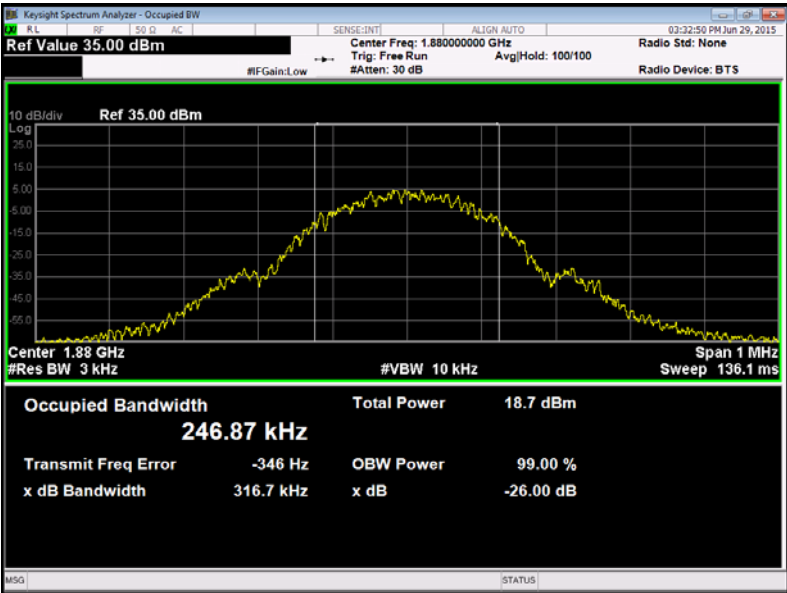 Keysight Spectrum Analyzer - Occupied BW
RL RF 50 Ω AC SENSE:INT ALIGN AUTO 03:32:50 PM Jun 29, 2015
Ref Value 35.00 dBm Center Freq: 1.880000000 GHz Radio Std: None
Trig: Free Run Avg|Hold: 100/100
#IFGain:Low #Atten: 30 dB Radio Device: BTS
10 dB/div Ref 35.00 dBm
Log
25.0
15.0
5.00
-5.00
-15.0
-25.0
-35.0
-45.0
-55.0
Center 1.88 GHz Span 1 MHz
#Res BW 3 kHz #VBW 10 kHz Sweep 136.1 ms
Occupied Bandwidth Total Power 18.7 dBm
246.87 kHz
Transmit Freq Error -346 Hz OBW Power 99.00 %
x dB Bandwidth 316.7 kHz x dB -26.00 dB
MSG STATUS